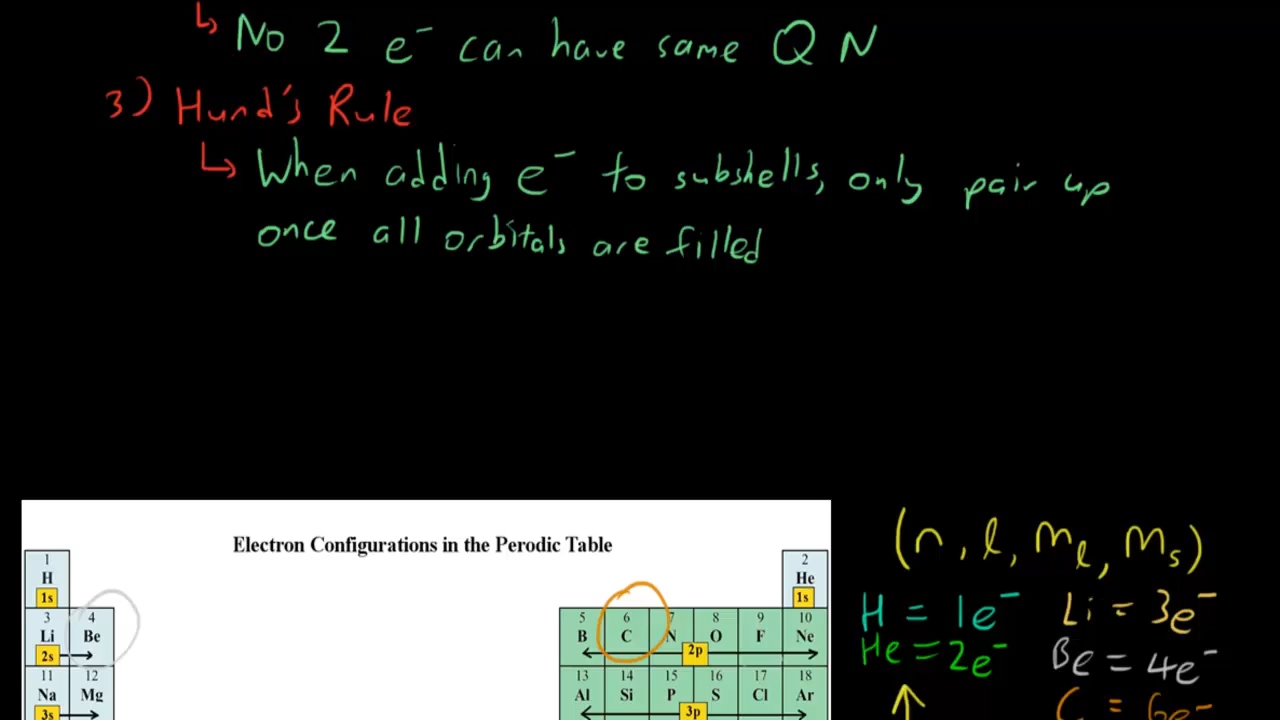 ↳ No 2 e⁻ can have same QN
3) Hund's Rule
↳ When adding e⁻ to subshells, only pair up
once all orbitals are filled
Electron Configurations in the Perodic Table
1
H
1s
2
He
1s
3
Li
2s
4
Be
5
B
6
C
7
N
8
O
9
F
10
Ne
2p
11
Na
3s
12
Mg
13
Al
14
Si
15
P
16
S
17
Cl
18
Ar
3p
(n, l, mₗ, mₛ)
H = 1e⁻
Li = 3e⁻
He = 2e⁻
Be = 4e⁻
C = 6e⁻